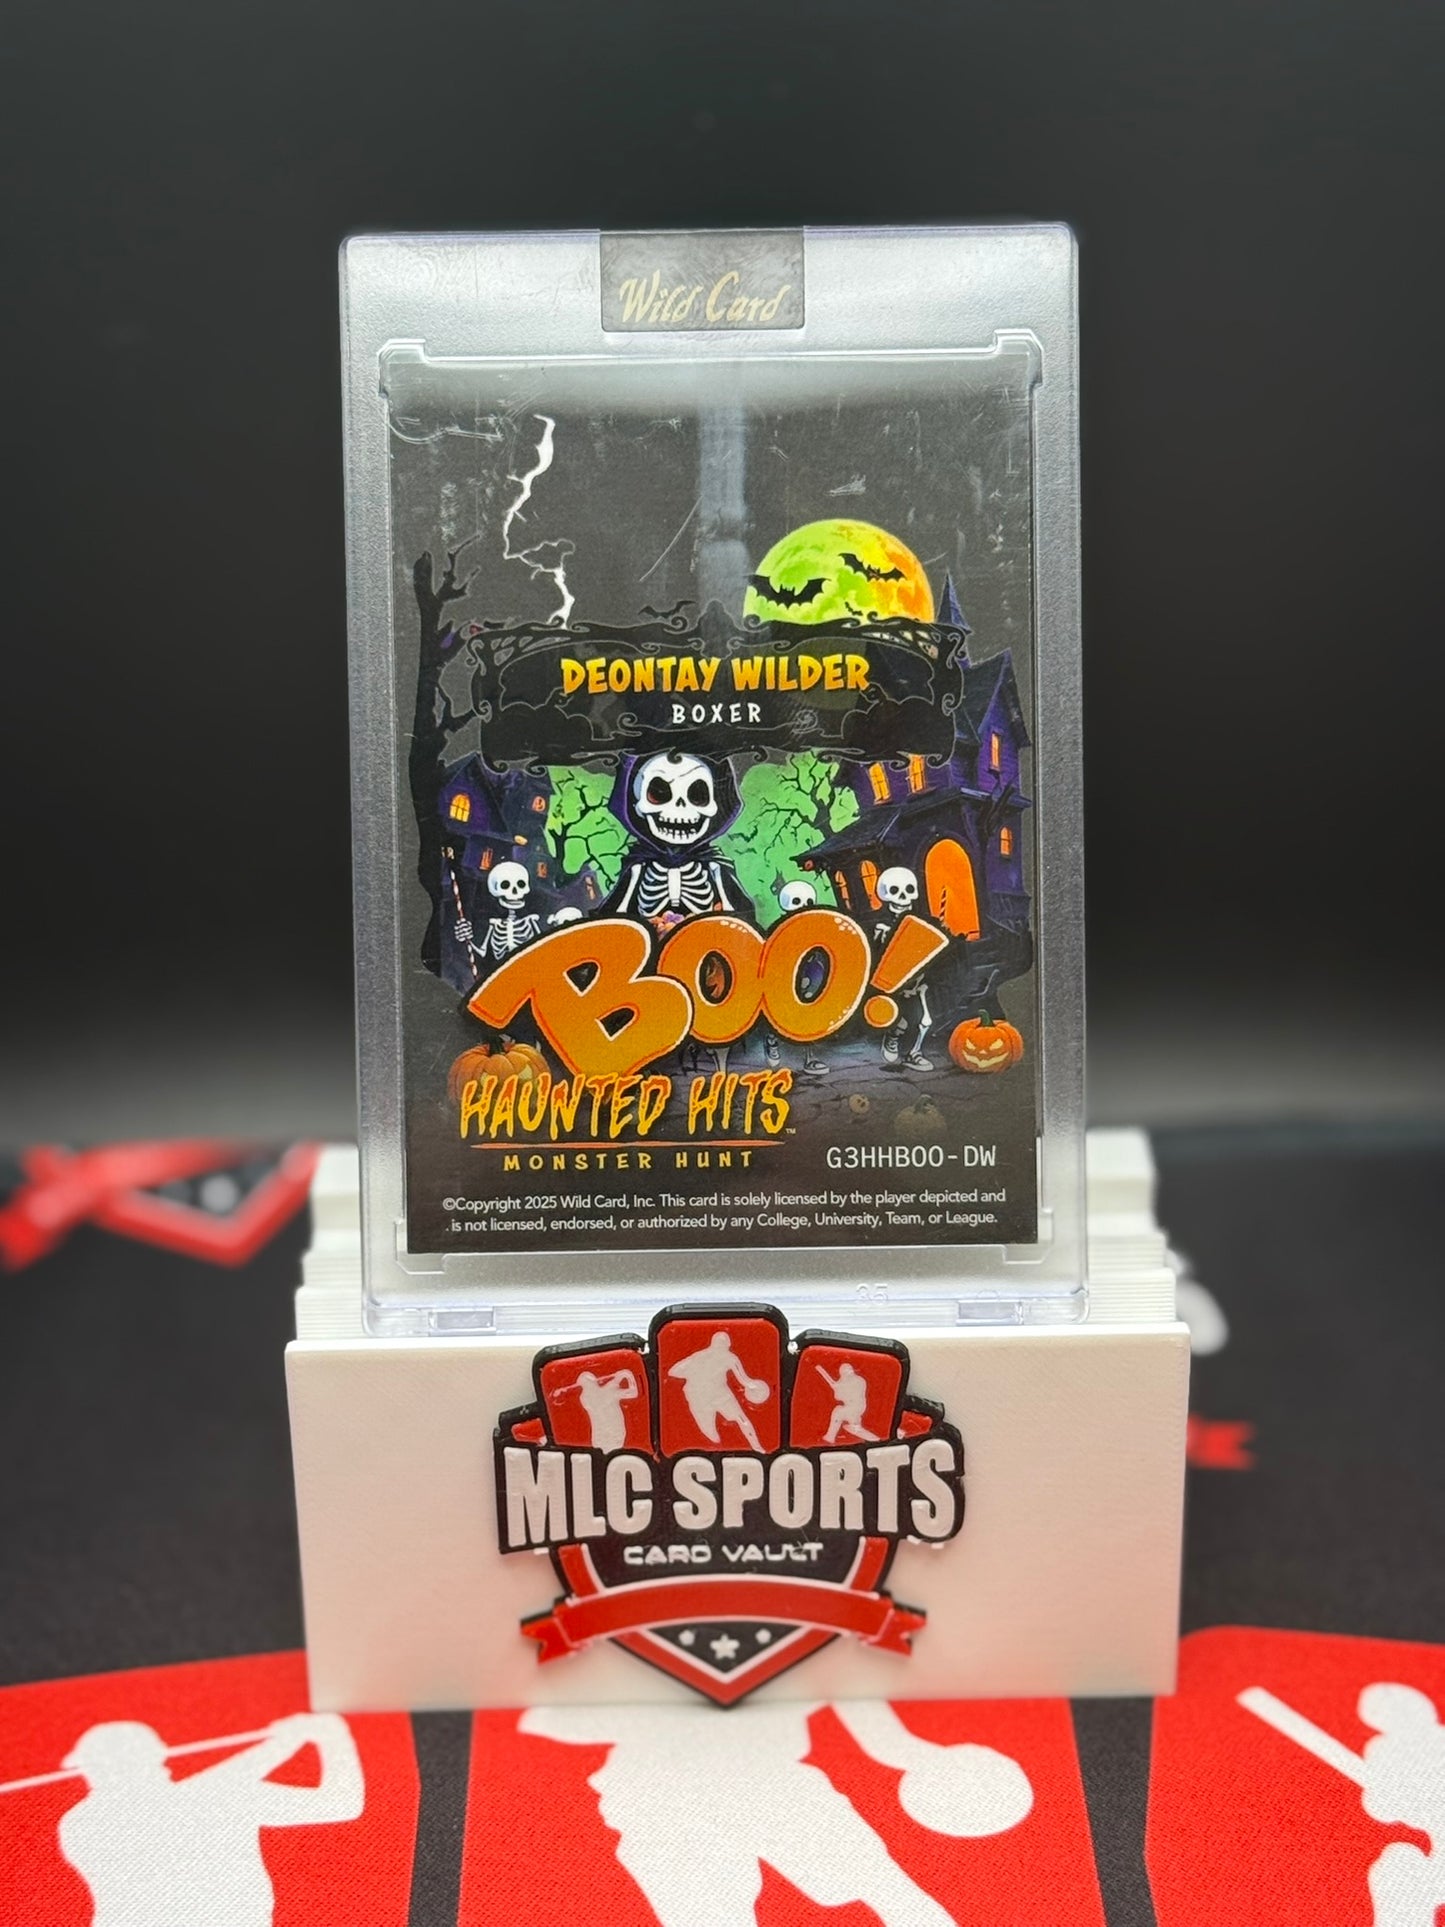 Wild Card
DEONTAY WILDER
BOXER
BOO!
HAUNTED HITS™
MONSTER HUNT
G3HHBOO-DW
©Copyright 2025 Wild Card, Inc. This card is solely licensed by the player depicted and
is not licensed, endorsed, or authorized by any College, University, Team, or League.
35
MLC SPORTS
CARD VAULT